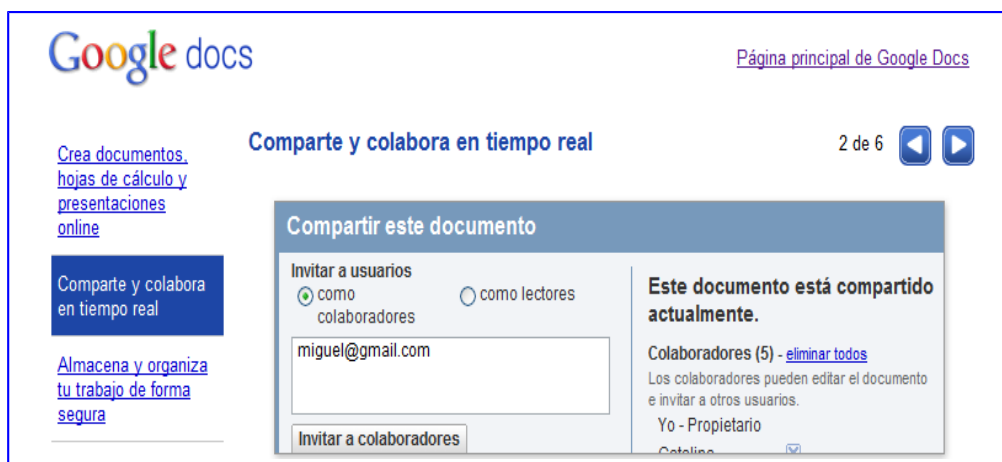 Google docs
Página principal de Google Docs
Crea documentos,
hojas de cálculo y
presentaciones
online
Comparte y colabora
en tiempo real
Almacena y organiza
tu trabajo de forma
segura
Comparte y colabora en tiempo real
2 de 6
Compartir este documento
Invitar a usuarios
como
colaboradores
como lectores
miguel@gmail.com
Invitar a colaboradores
Este documento está compartido
actualmente.
Colaboradores (5) - eliminar todos
Los colaboradores pueden editar el documento
e invitar a otros usuarios.
Yo - Propietario